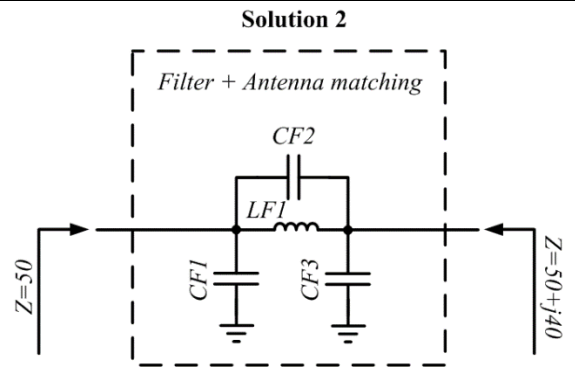 Solution 2
Filter + Antenna matching
CF2
LF1
CF1
CF3
Z=50
Z=50+j40